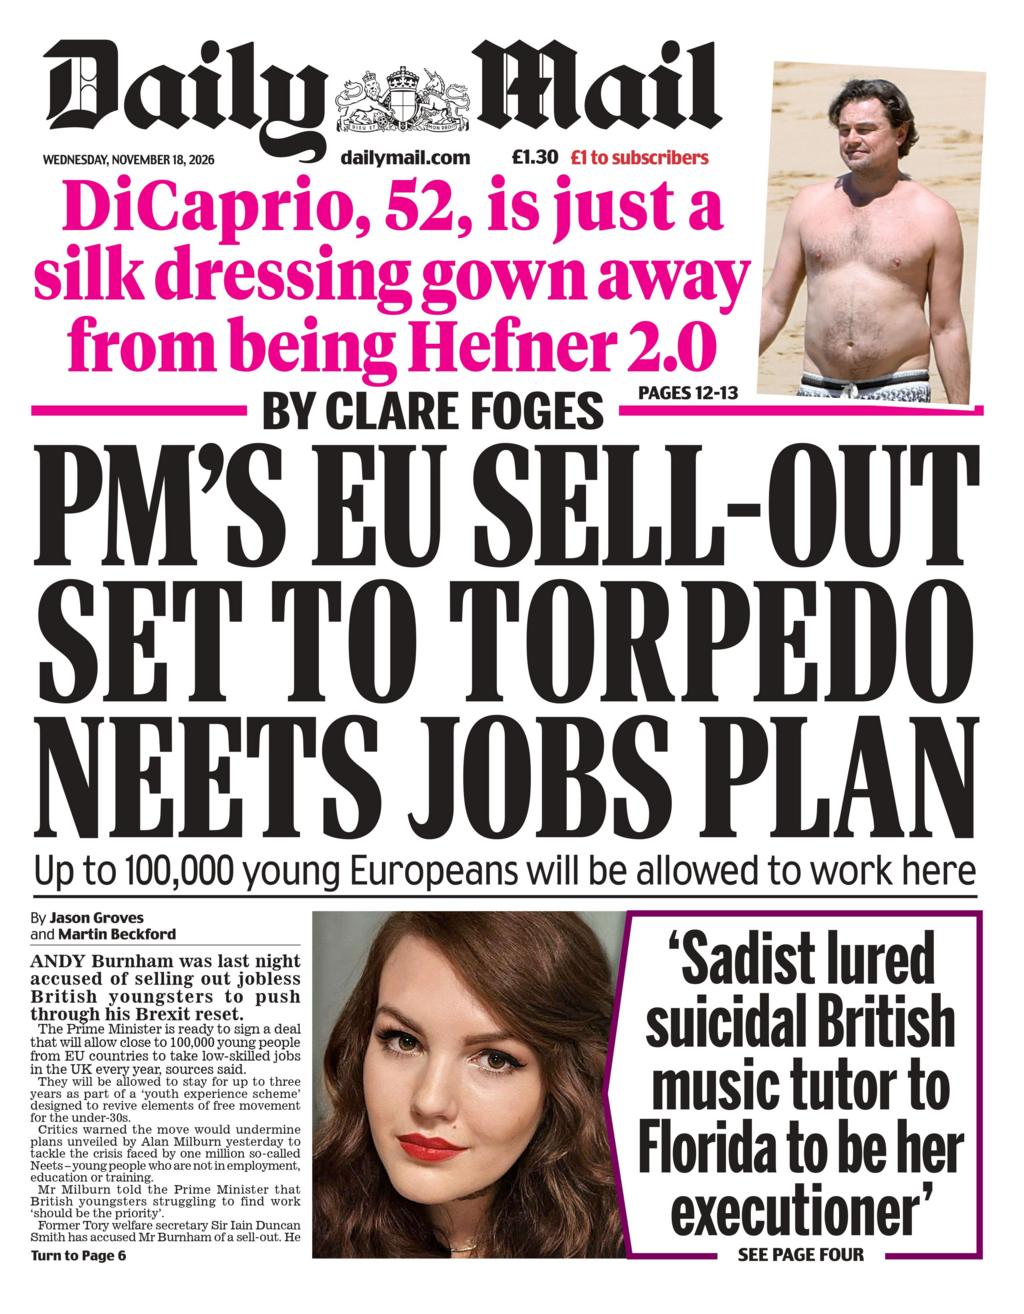 Daily Mail
DIEU ET MON DROIT
WEDNESDAY, NOVEMBER 18, 2026
dailymail.com
£1.30 £1 to subscribers
DiCaprio, 52, is just a
silk dressing gown away
from being Hefner 2.0
PAGES 12-13
BY CLARE FOGES
PM’S EU SELL-OUT
SET TO TORPEDO
NEETS JOBS PLAN
Up to 100,000 young Europeans will be allowed to work here
By Jason Groves
and Martin Beckford
ANDY Burnham was last night
accused of selling out jobless
British youngsters to push
through his Brexit reset.
The Prime Minister is ready to sign a deal
that will allow close to 100,000 young people
from EU countries to take low-skilled jobs
in the UK every year, sources said.
They will be allowed to stay for up to three
years as part of a ‘youth experience scheme’
designed to revive elements of free movement
for the under-30s.
Critics warned the move would undermine
plans unveiled by Alan Milburn yesterday to
tackle the crisis faced by one million so-called
Neets – young people who are not in employment,
education or training.
Mr Milburn told the Prime Minister that
British youngsters struggling to find work
‘should be the priority’.
Former Tory welfare secretary Sir Iain Duncan
Smith has accused Mr Burnham of a sell-out. He
Turn to Page 6
‘Sadist lured
suicidal British
music tutor to
Florida to be her
executioner’
SEE PAGE FOUR